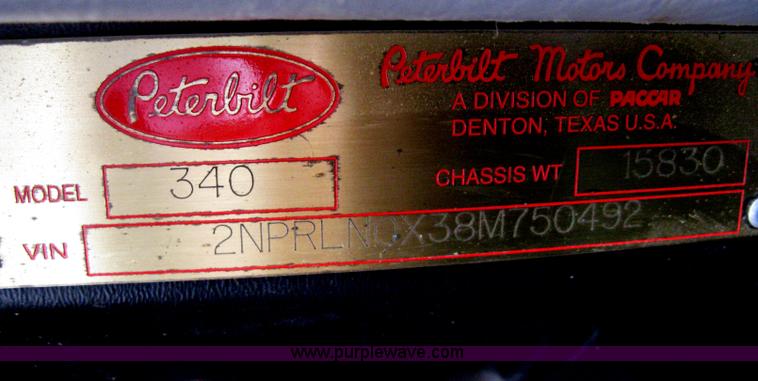 Peterbilt
Peterbilt Motors Company
A DIVISION OF PACCAR
DENTON, TEXAS U.S.A.
MODEL 340
CHASSIS WT 15830
VIN 2NPRLN0X38M750492
www.purplewave.com